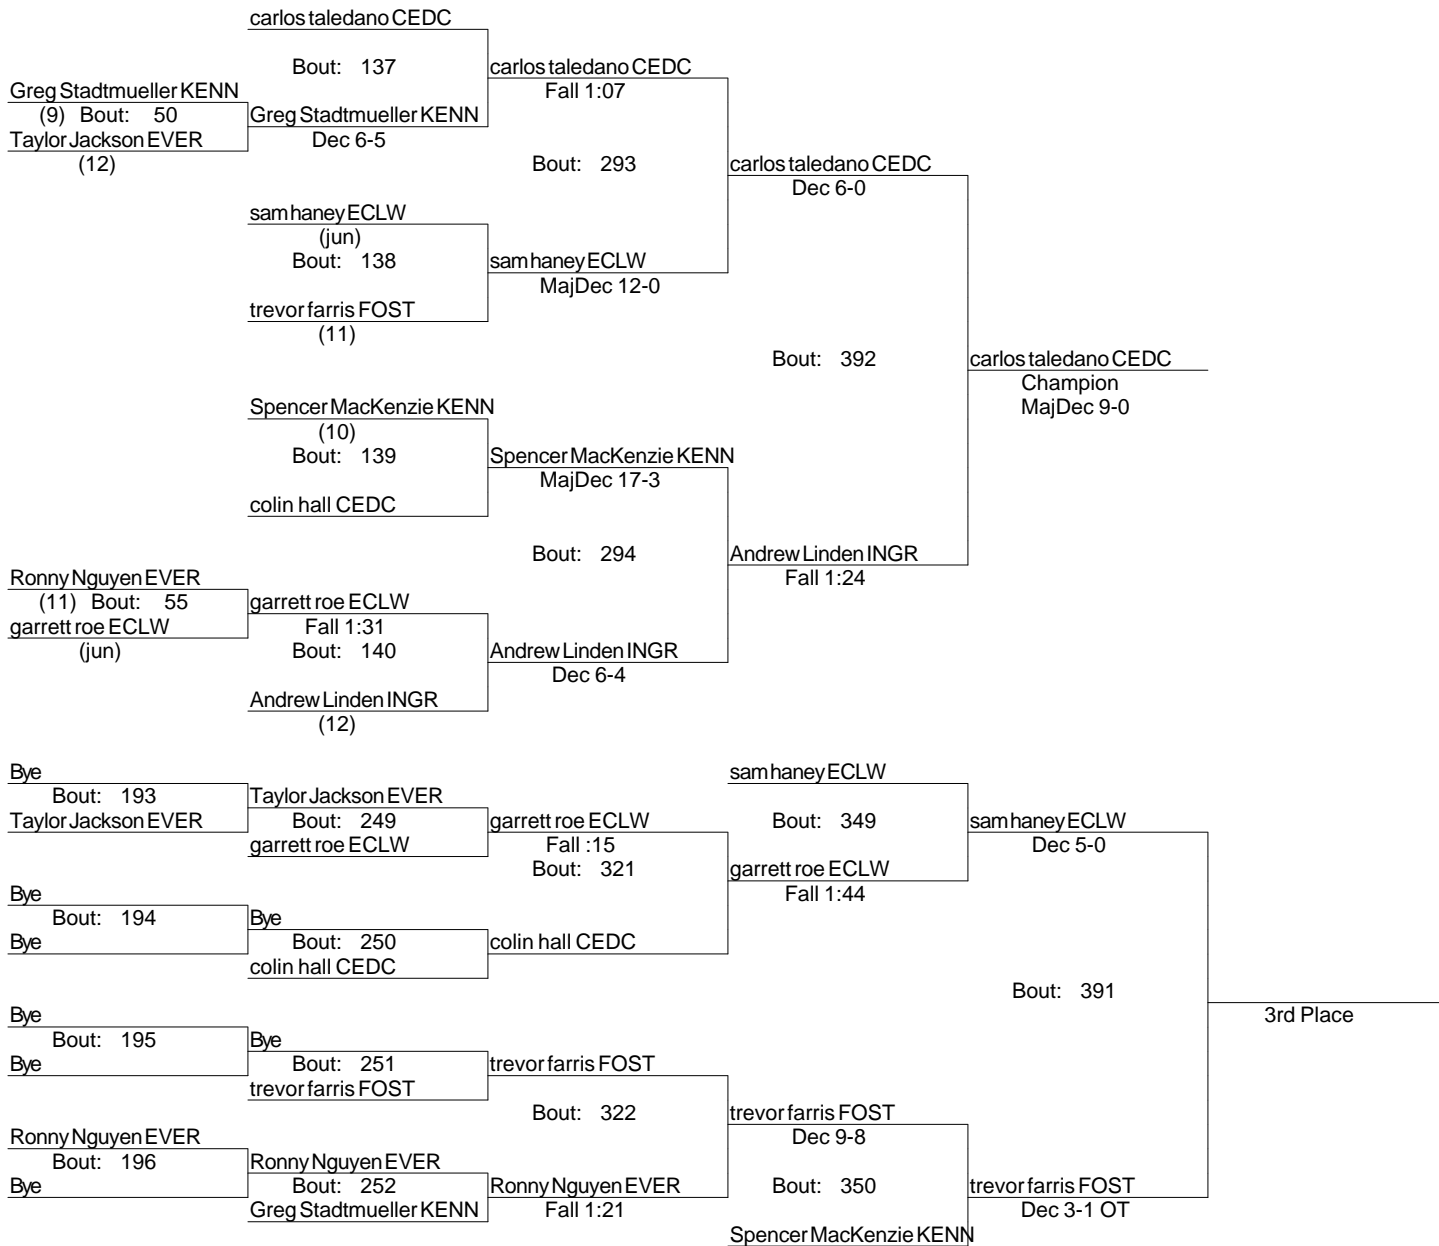 carlos taledano CEDC
Bout: 137
carlos taledano CEDC
Fall 1:07
Greg Stadtmueller KENN
(9) Bout: 50
Greg Stadtmueller KENN
Taylor Jackson EVER
Dec 6-5
(12)
Bout: 293
carlos taledano CEDC
Dec 6-0
sam haney ECLW
(jun)
Bout: 138
sam haney ECLW
MajDec 12-0
trevor farris FOST
(11)
Bout: 392
carlos taledano CEDC
Champion
MajDec 9-0
Spencer MacKenzie KENN
(10)
Bout: 139
Spencer MacKenzie KENN
MajDec 17-3
colin hall CEDC
Bout: 294
Andrew Linden INGR
Fall 1:24
Ronny Nguyen EVER
(11) Bout: 55
garrett roe ECLW
garrett roe ECLW
Fall 1:31
(jun)
Bout: 140
Andrew Linden INGR
Dec 6-4
Andrew Linden INGR
(12)
Bye
Bout: 193
Taylor Jackson EVER
Taylor Jackson EVER
Bout: 249
garrett roe ECLW
garrett roe ECLW
Fall :15
Bout: 321
sam haney ECLW
Bout: 349
sam haney ECLW
Dec 5-0
garrett roe ECLW
Fall 1:44
Bye
Bout: 194
Bye
Bye
Bout: 250
colin hall CEDC
colin hall CEDC
Bout: 391
3rd Place
Bye
Bout: 195
Bye
Bye
Bout: 251
trevor farris FOST
trevor farris FOST
Bout: 322
trevor farris FOST
Dec 9-8
Ronny Nguyen EVER
Bout: 196
Bye
Ronny Nguyen EVER
Bout: 252
Greg Stadtmueller KENN
Ronny Nguyen EVER
Fall 1:21
Bout: 350
trevor farris FOST
Dec 3-1 OT
Spencer MacKenzie KENN